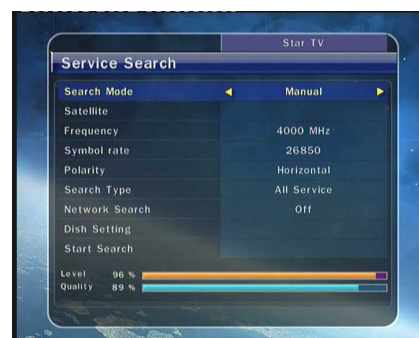 Star TV
Service Search
Search Mode Manual
Satellite
Frequency 4000 MHz
Symbol rate 26850
Polarity Horizontal
Search Type All Service
Network Search Off
Dish Setting
Start Search
Level 96 %
Quality 89 %